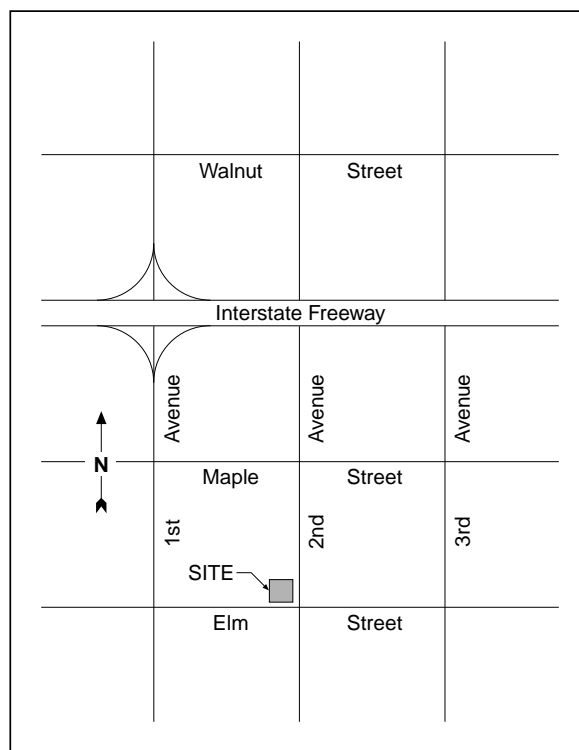 Walnut Street
Interstate Freeway
1st Avenue
2nd Avenue
3rd Avenue
N
Maple Street
SITE
Elm Street